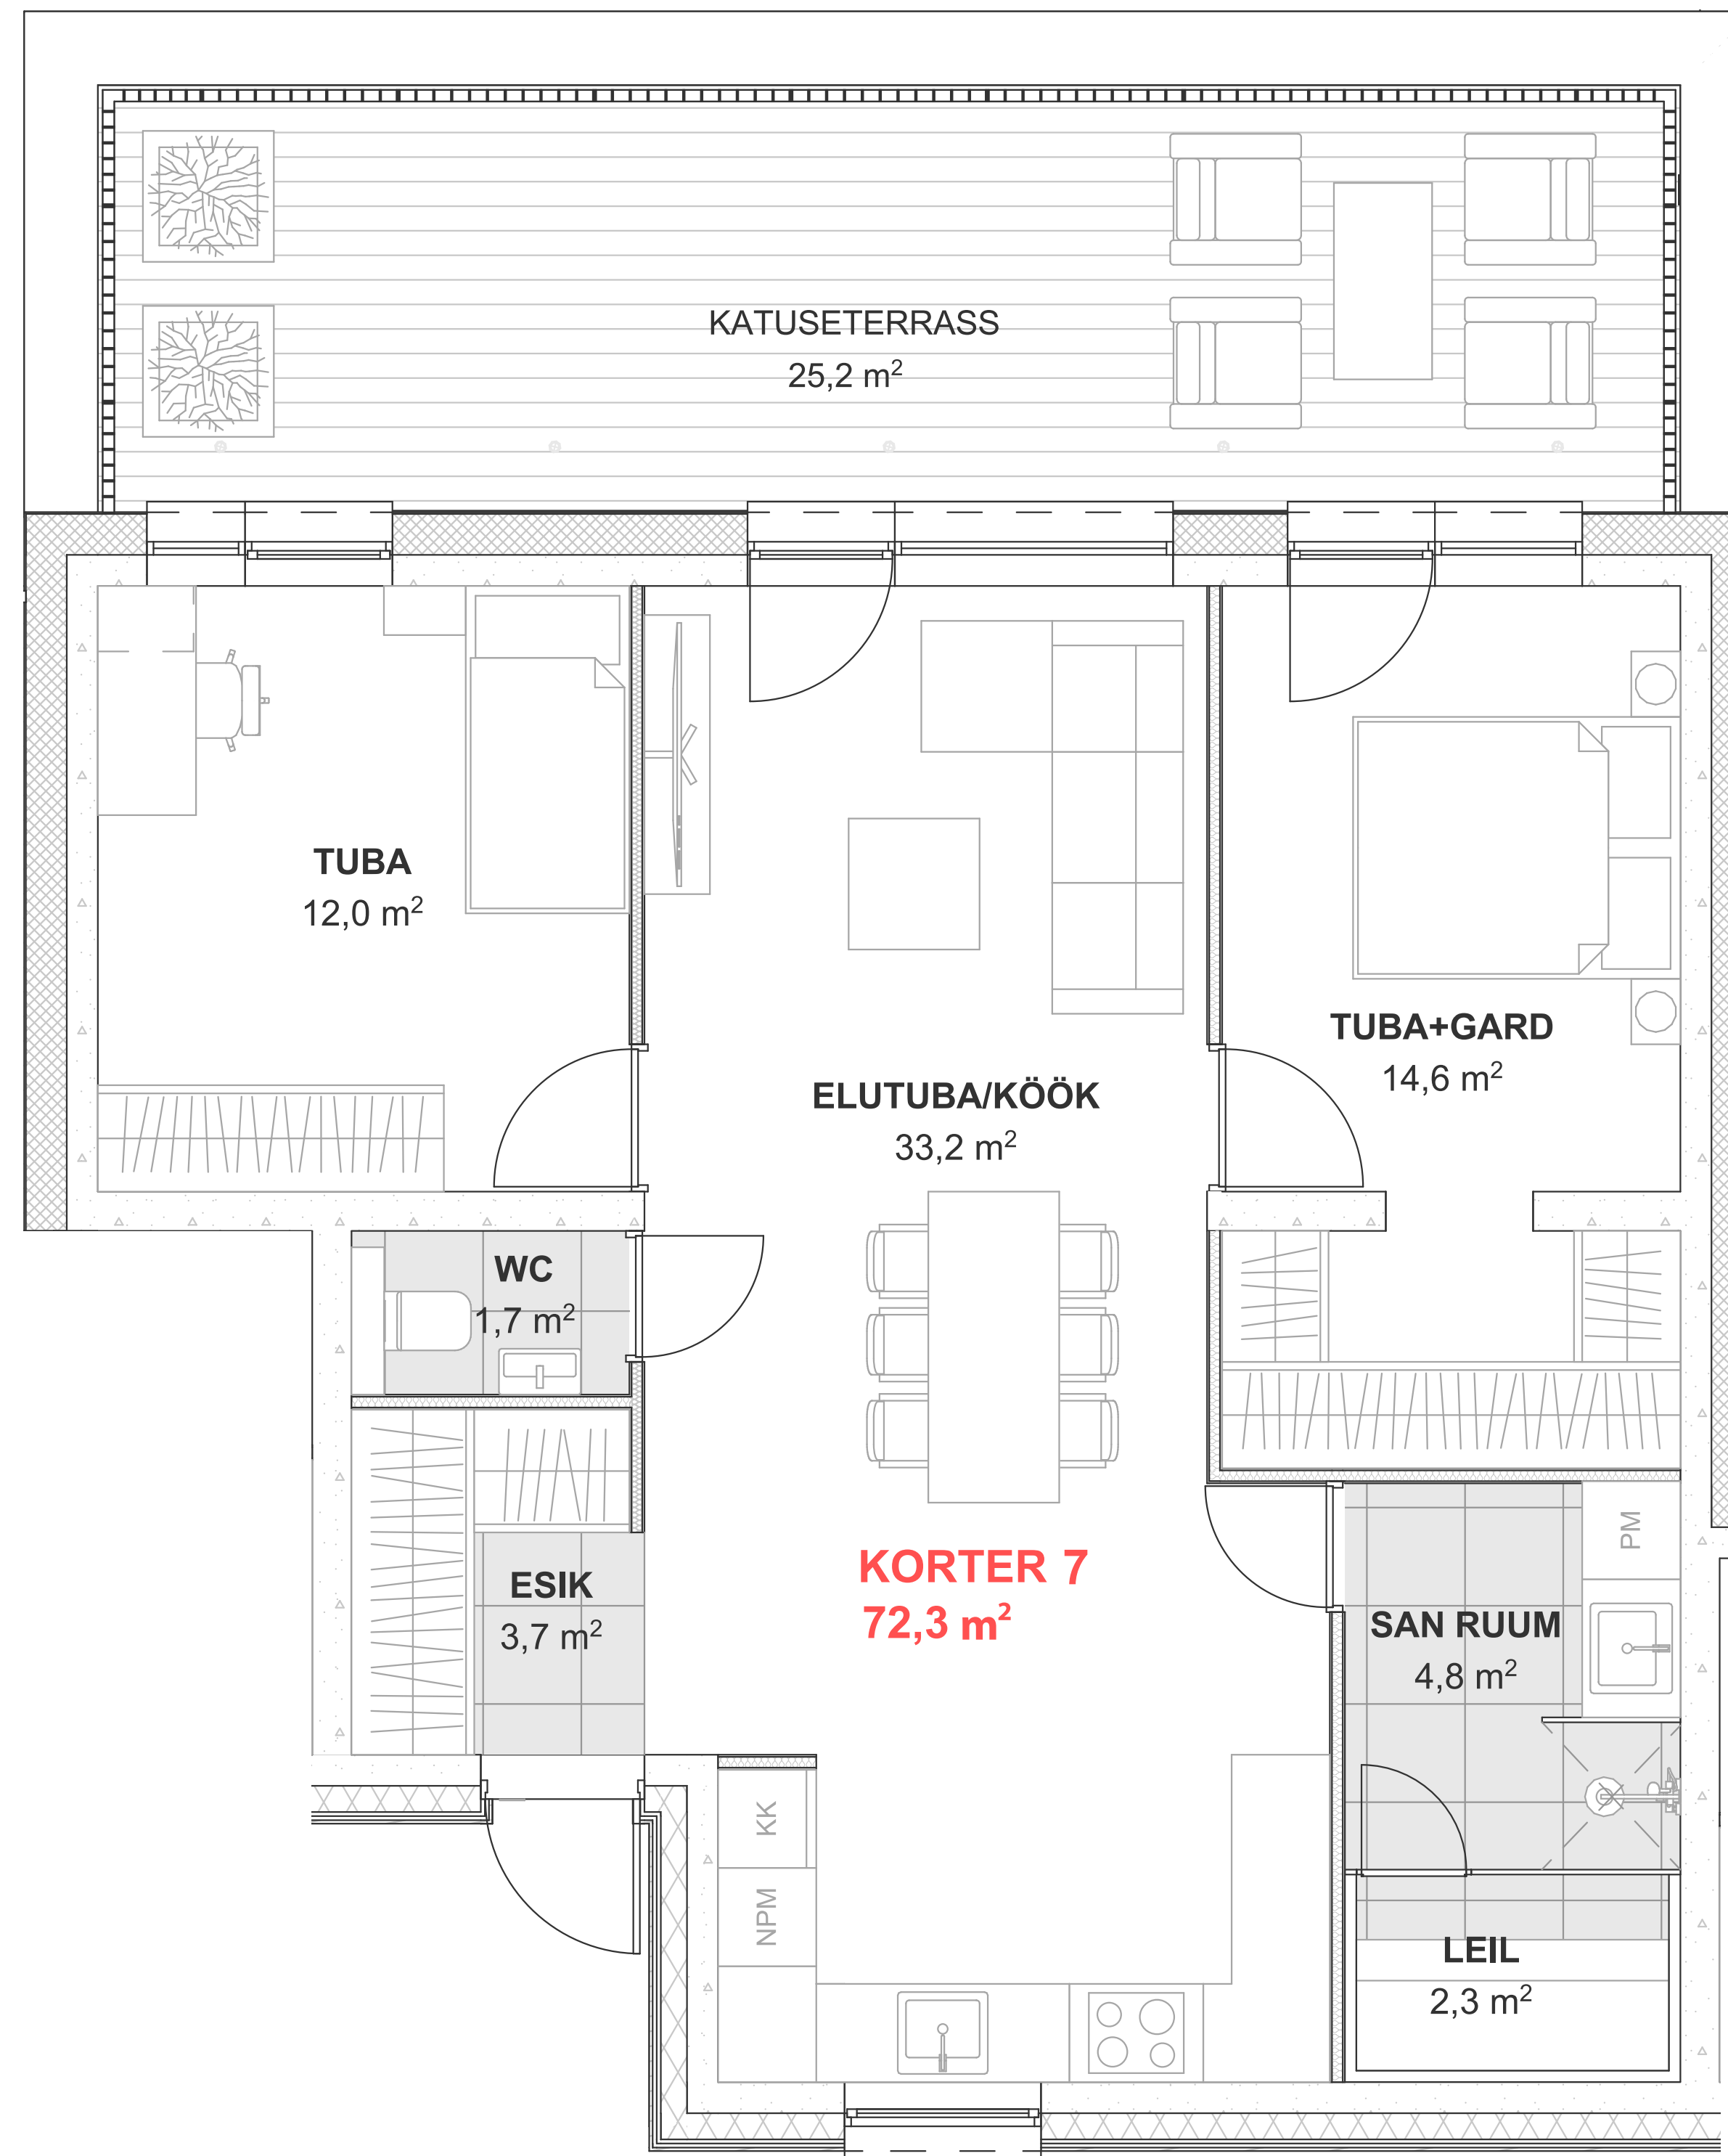 KATUSETERRASS
25,2 m²
TUBA
12,0 m²
TUBA+GARD
14,6 m²
ELUTUBA/KÖÖK
33,2 m²
WC
1,7 m²
ESIK
3,7 m²
KORTER 7
72,3 m²
PM
SAN RUUM
4,8 m²
KK
NPM
LEIL
2,3 m²